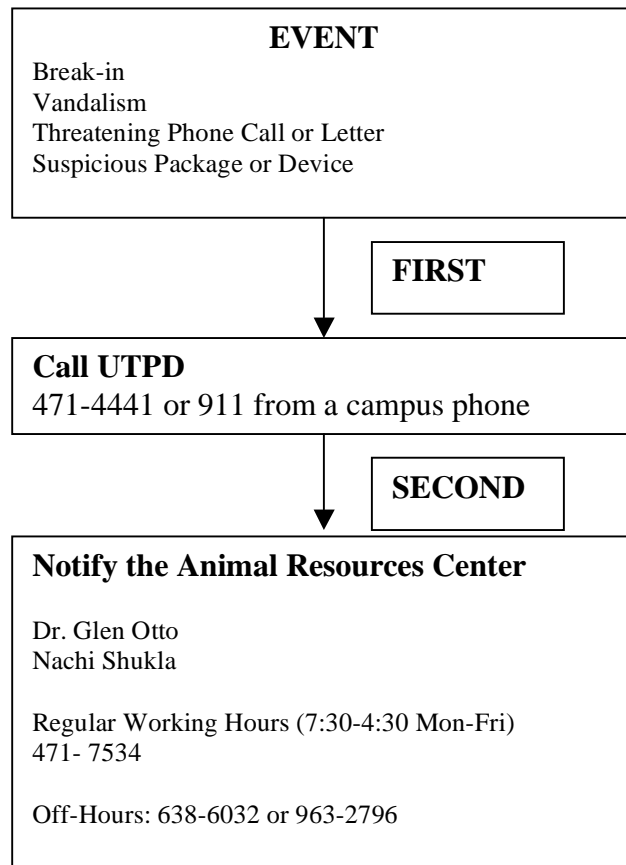 EVENT
Break-in
Vandalism
Threatening Phone Call or Letter
Suspicious Package or Device
FIRST
Call UTPD
471-4441 or 911 from a campus phone
SECOND
Notify the Animal Resources Center
Dr. Glen Otto
Nachi Shukla
Regular Working Hours (7:30-4:30 Mon-Fri)
471- 7534
Off-Hours: 638-6032 or 963-2796